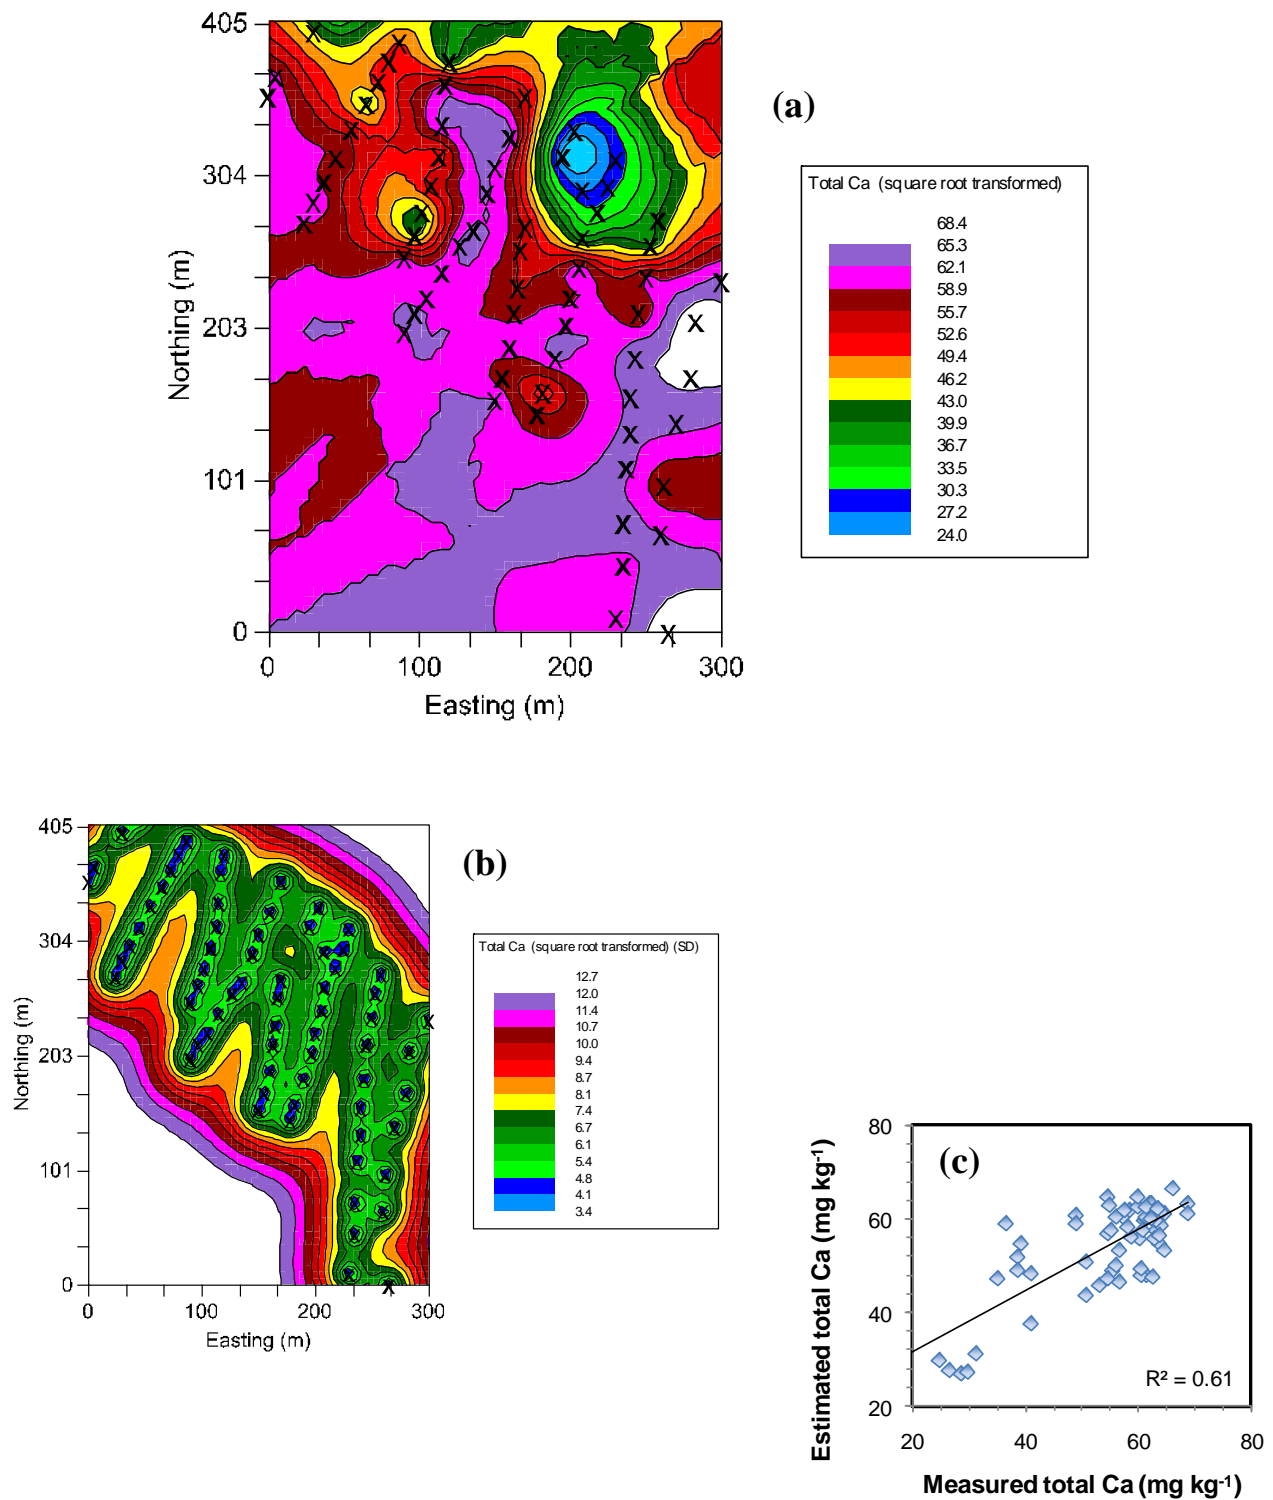 405
304
203
101
0
Northing (m)
0 100 200 300
Easting (m)
(a)
Total Ca (square root transformed)
68.4
65.3
62.1
58.9
55.7
52.6
49.4
46.2
43.0
39.9
36.7
33.5
30.3
27.2
24.0
405
304
203
101
0
Northing (m)
0 100 200 300
Easting (m)
(b)
Total Ca (square root transformed) (SD)
12.7
12.0
11.4
10.7
10.0
9.4
8.7
8.1
7.4
6.7
6.1
5.4
4.8
4.1
3.4
(c)
80
60
40
20
Estimated total Ca (mg kg-1)
R² = 0.61
20 40 60 80
Measured total Ca (mg kg-1)